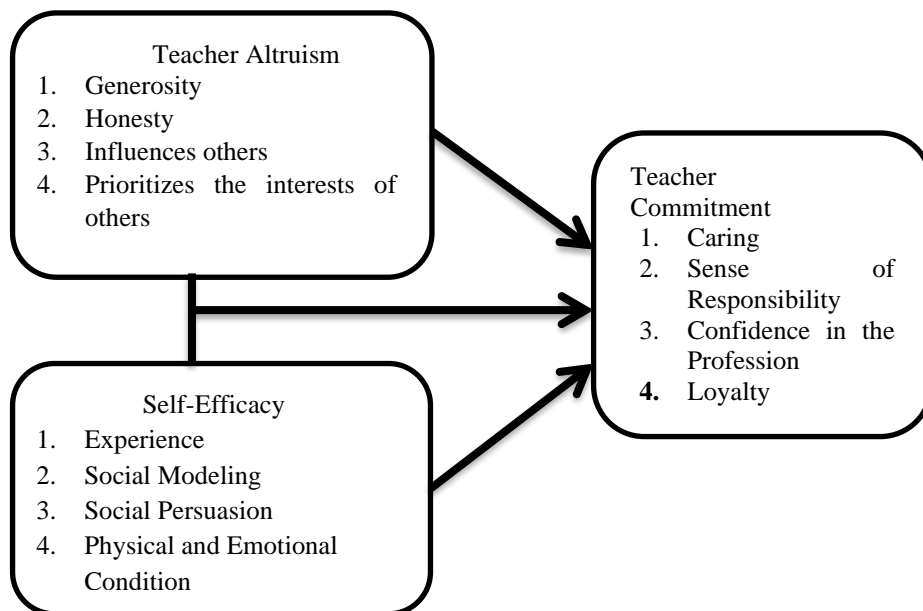 Teacher Altruism
1. Generosity
2. Honesty
3. Influences others
4. Prioritizes the interests of
others
Self-Efficacy
1. Experience
2. Social Modeling
3. Social Persuasion
4. Physical and Emotional
Condition
Teacher
Commitment
1. Caring
2. Sense of
Responsibility
3. Confidence in the
Profession
4. Loyalty